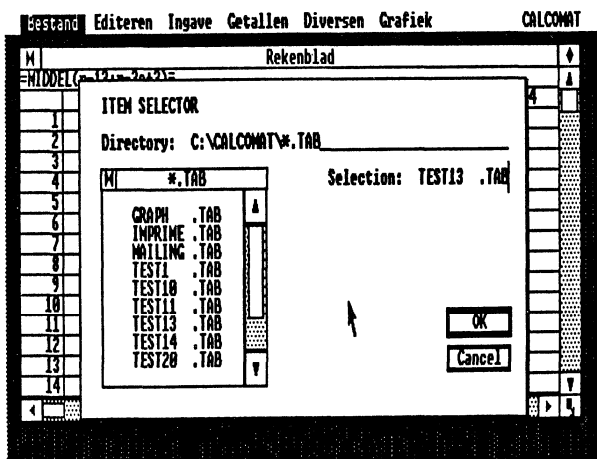 Bestand Editeren Ingave Getallen Diversen Grafiek CALCOMAT
Rekenblad
4
ITEM SELECTOR
Directory: C:\CALCOMAT\*.TAB
*.TAB
Selection: TEST13 .TAB
GRAPH .TAB
IMPRIME .TAB
MAILING .TAB
TEST1 .TAB
TEST10 .TAB
TEST11 .TAB
TEST13 .TAB
TEST14 .TAB
TEST20 .TAB
OK
Cancel
1
2
3
4
5
6
7
8
9
10
11
12
13
14